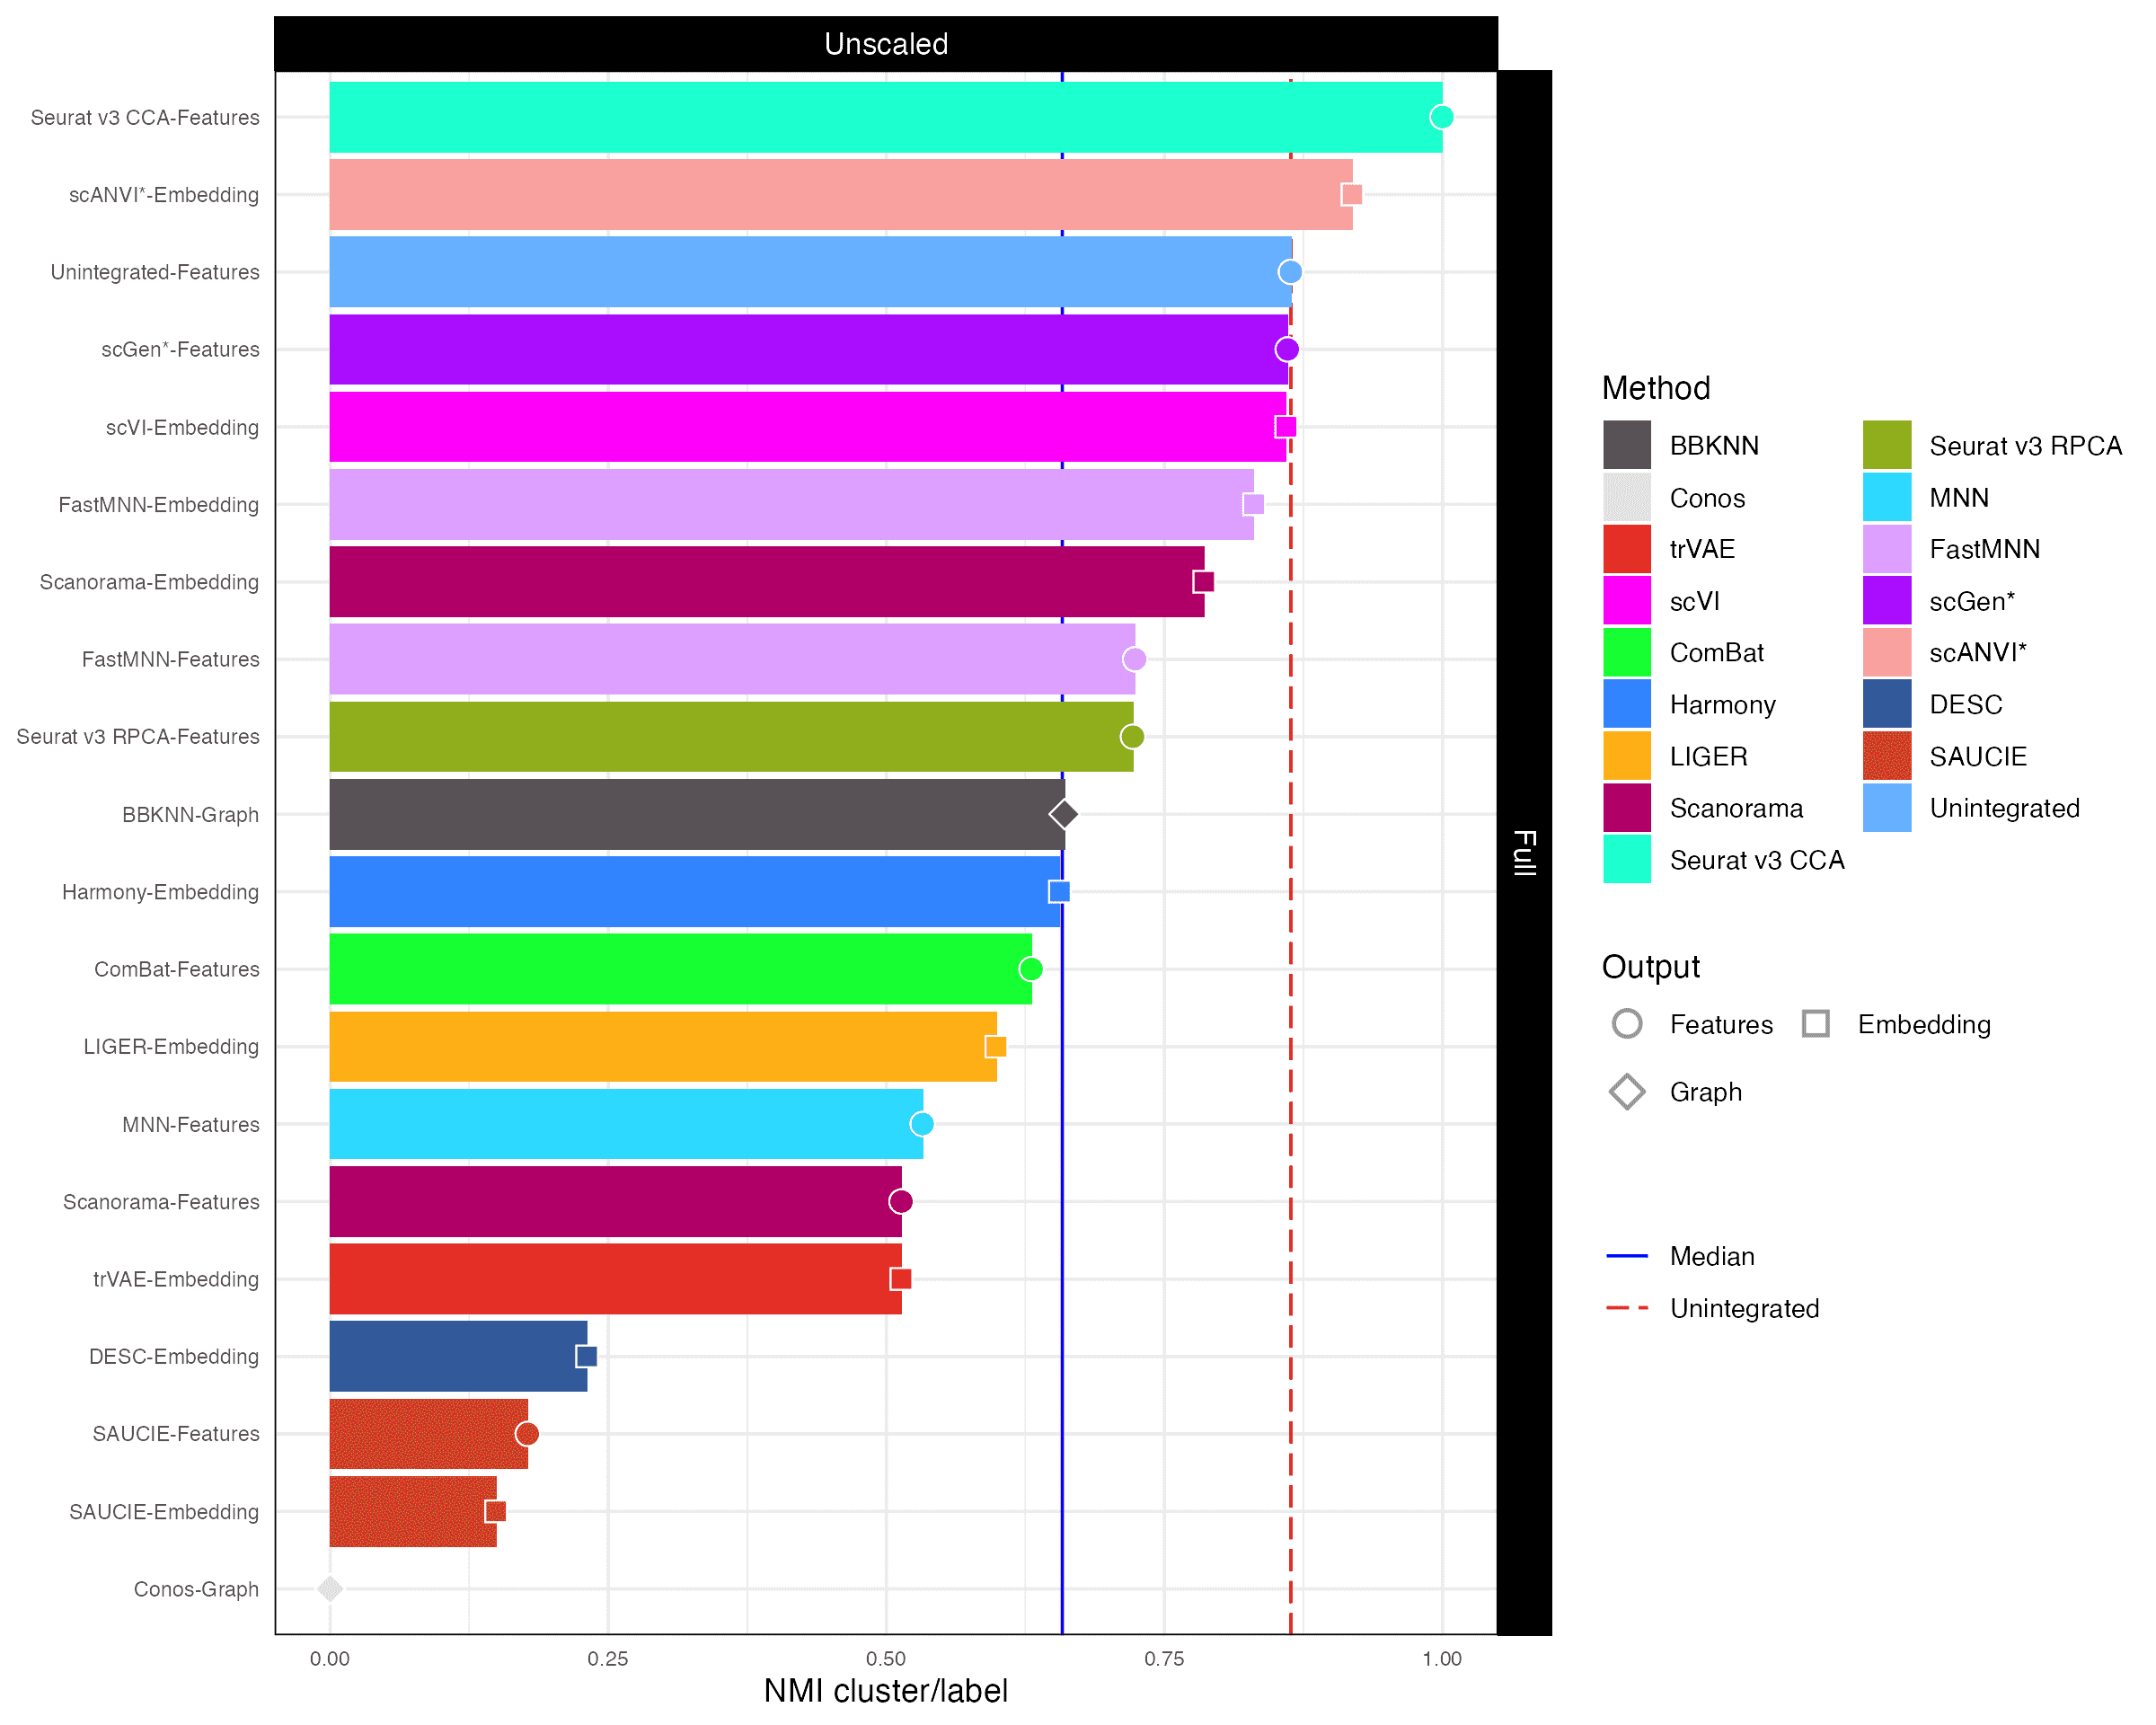 Unscaled
Seurat v3 CCA-Features
scANVI*-Embedding
Unintegrated-Features
scGen*-Features
scVI-Embedding
FastMNN-Embedding
Scanorama-Embedding
FastMNN-Features
Seurat v3 RPCA-Features
BBKNN-Graph
Harmony-Embedding
ComBat-Features
LIGER-Embedding
MNN-Features
Scanorama-Features
trVAE-Embedding
DESC-Embedding
SAUCIE-Features
SAUCIE-Embedding
Conos-Graph
0.00 0.25 0.50 0.75 1.00
NMI cluster/label
Full
Method
BBKNN
Conos
trVAE
scVI
ComBat
Harmony
LIGER
Scanorama
Seurat v3 CCA
Seurat v3 RPCA
MNN
FastMNN
scGen*
scANVI*
DESC
SAUCIE
Unintegrated
Output
Features Embedding
Graph
Median
Unintegrated